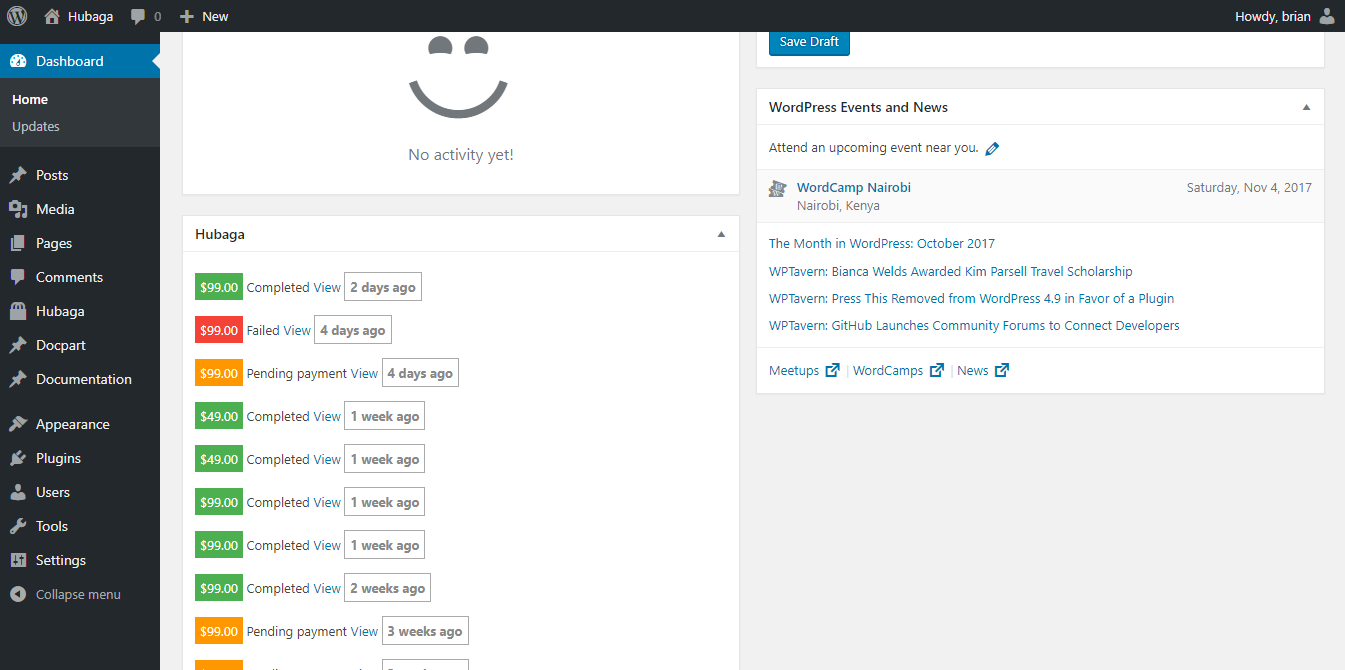 Hubaga 0 New Howdy, brian
Dashboard
Home
Updates
Posts
Media
Pages
Comments
Hubaga
Docpart
Documentation
Appearance
Plugins
Users
Tools
Settings
Collapse menu
No activity yet!
Hubaga
$99.00 Completed View 2 days ago
$99.00 Failed View 4 days ago
$99.00 Pending payment View 4 days ago
$49.00 Completed View 1 week ago
$49.00 Completed View 1 week ago
$99.00 Completed View 1 week ago
$99.00 Completed View 1 week ago
$99.00 Completed View 2 weeks ago
$99.00 Pending payment View 3 weeks ago
Save Draft
WordPress Events and News
Attend an upcoming event near you.
WordCamp Nairobi Saturday, Nov 4, 2017
Nairobi, Kenya
The Month in WordPress: October 2017
WPTavern: Bianca Welds Awarded Kim Parsell Travel Scholarship
WPTavern: Press This Removed from WordPress 4.9 in Favor of a Plugin
WPTavern: GitHub Launches Community Forums to Connect Developers
Meetups | WordCamps | News